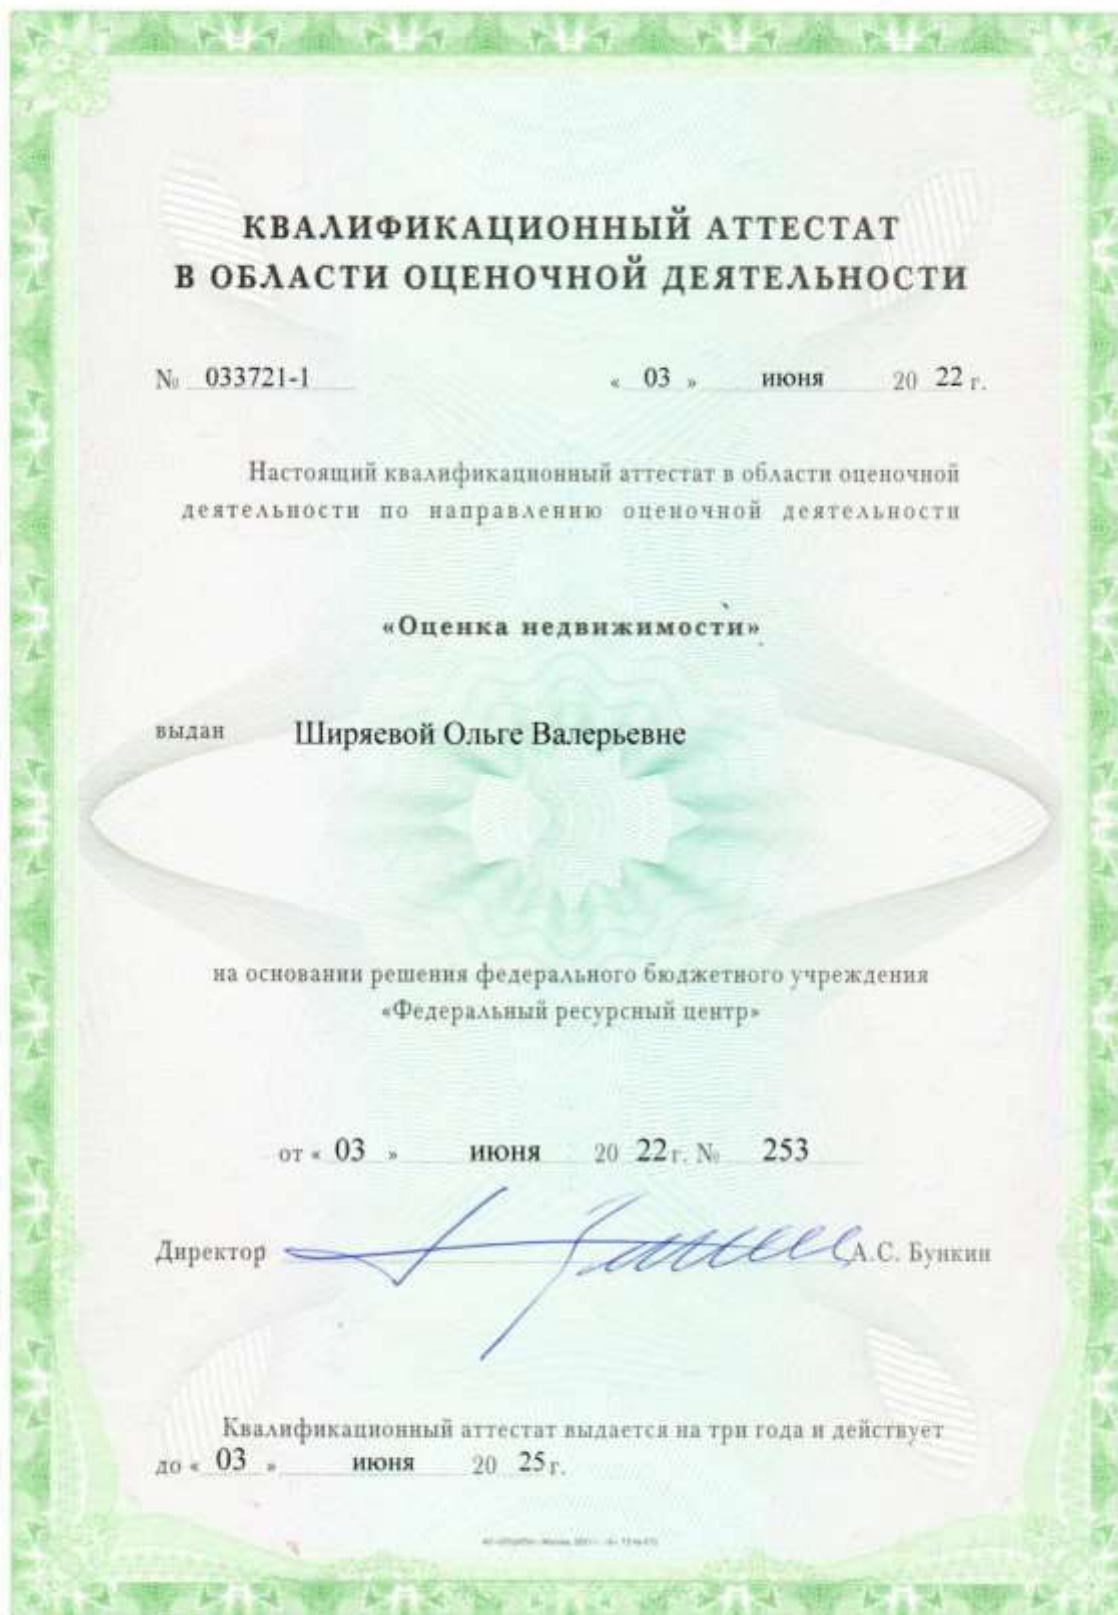 КВАЛИФИКАЦИОННЫЙ АТТЕСТАТ
В ОБЛАСТИ ОЦЕНОЧНОЙ ДЕЯТЕЛЬНОСТИ
№ 033721-1 « 03 » июня 20 22 г.
Настоящий квалификационный аттестат в области оценочной
деятельности по направлению оценочной деятельности
«Оценка недвижимости»
выдан Ширяевой Ольге Валерьевне
на основании решения федерального бюджетного учреждения
«Федеральный ресурсный центр»
от « 03 » июня 20 22 г. № 253
Директор А.С. Бункин
Квалификационный аттестат выдается на три года и действует
до « 03 » июня 20 25 г.